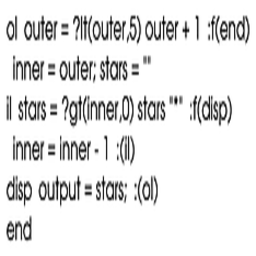 ol outer = ?lt(outer,5) outer + 1 :f(end)
inner = outer; stars = ""
il stars = ?gt(inner,0) stars "*" :f(disp)
inner = inner - 1 :(il)
disp output = stars; :(ol)
end